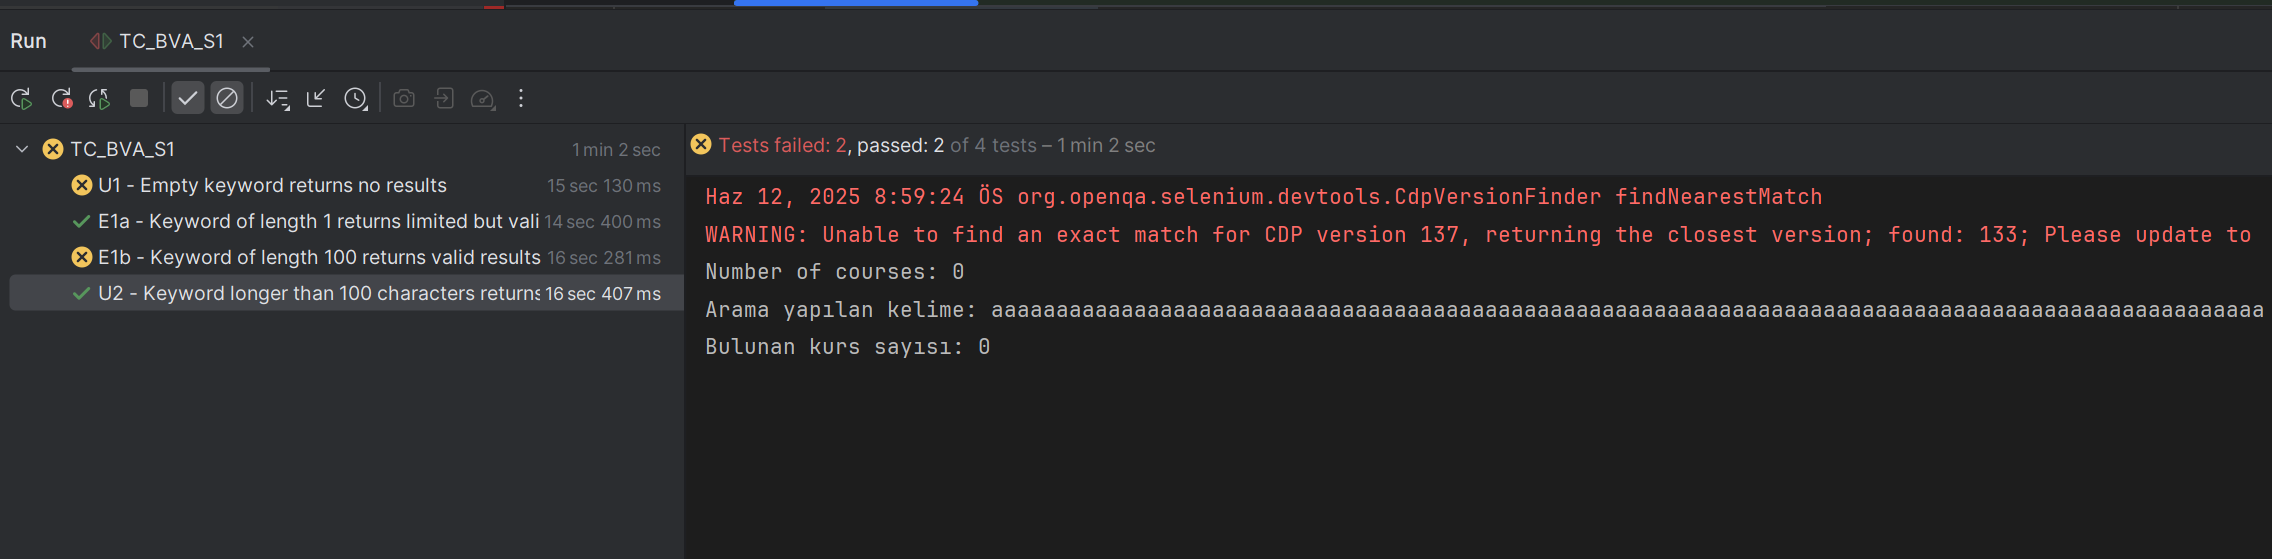 Run TC_BVA_S1
TC_BVA_S1 1 min 2 sec
U1 - Empty keyword returns no results 15 sec 130 ms
E1a - Keyword of length 1 returns limited but vali 14 sec 400 ms
E1b - Keyword of length 100 returns valid results 16 sec 281 ms
U2 - Keyword longer than 100 characters returns 16 sec 407 ms
Tests failed: 2, passed: 2 of 4 tests – 1 min 2 sec
Haz 12, 2025 8:59:24 ÖS org.openqa.selenium.devtools.CdpVersionFinder findNearestMatch
WARNING: Unable to find an exact match for CDP version 137, returning the closest version; found: 133; Please update to
Number of courses: 0
Arama yapılan kelime: aaaaaaaaaaaaaaaaaaaaaaaaaaaaaaaaaaaaaaaaaaaaaaaaaaaaaaaaaaaaaaaaaaaaaaaaaaaaaaaaaaaaaaaaaaaaaaaaaa
Bulunan kurs sayısı: 0